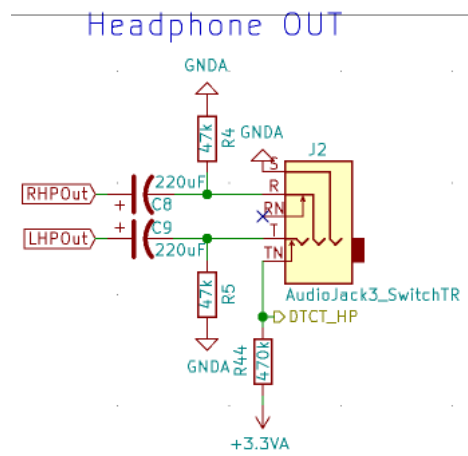 Headphone OUT
GNDA
47k
R4
GNDA
J2
S
RHPOut
220uF
R
+
C8
RN
LHPOut
+
C9
T
220uF
TN
47k
R5
AudioJack3_SwitchTR
DTCT_HP
GNDA
R44
470k
+3.3VA